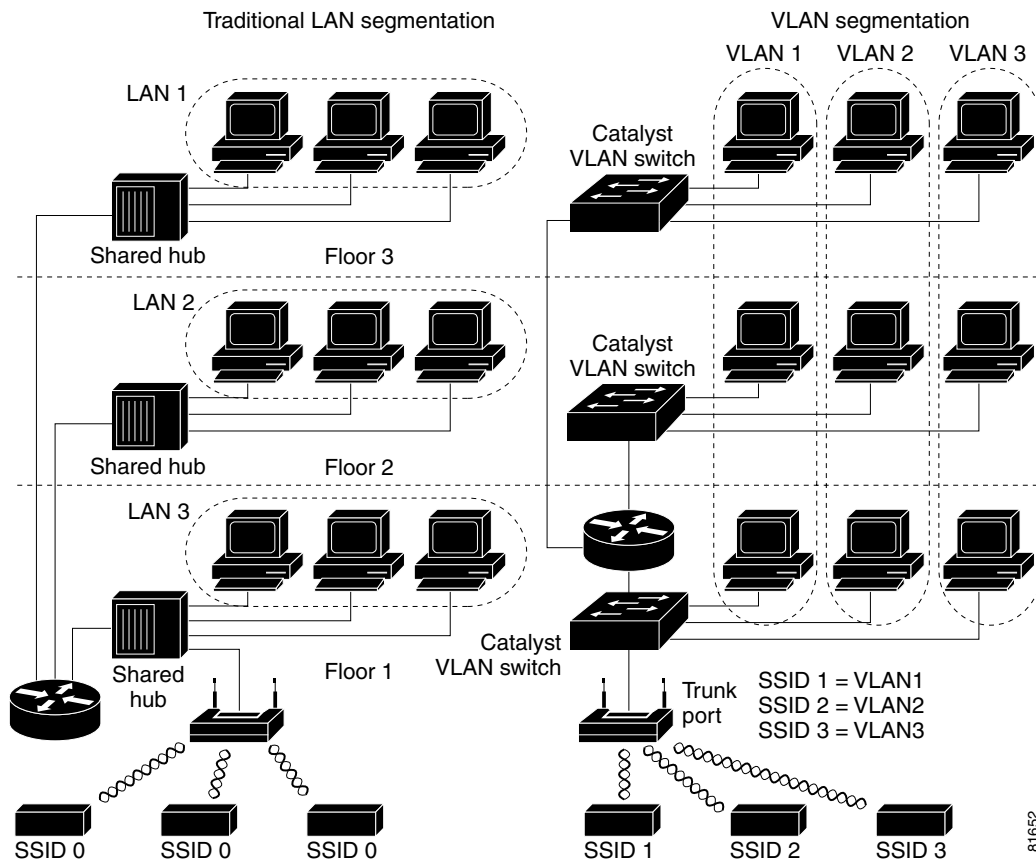 Traditional LAN segmentation
VLAN segmentation
VLAN 1
VLAN 2
VLAN 3
LAN 1
Catalyst
VLAN switch
Shared hub
Floor 3
LAN 2
Catalyst
VLAN switch
Shared hub
Floor 2
LAN 3
Catalyst
VLAN switch
Shared
hub
Floor 1
Trunk
port
SSID 1 = VLAN1
SSID 2 = VLAN2
SSID 3 = VLAN3
SSID 0
SSID 0
SSID 0
SSID 1
SSID 2
SSID 3
81652